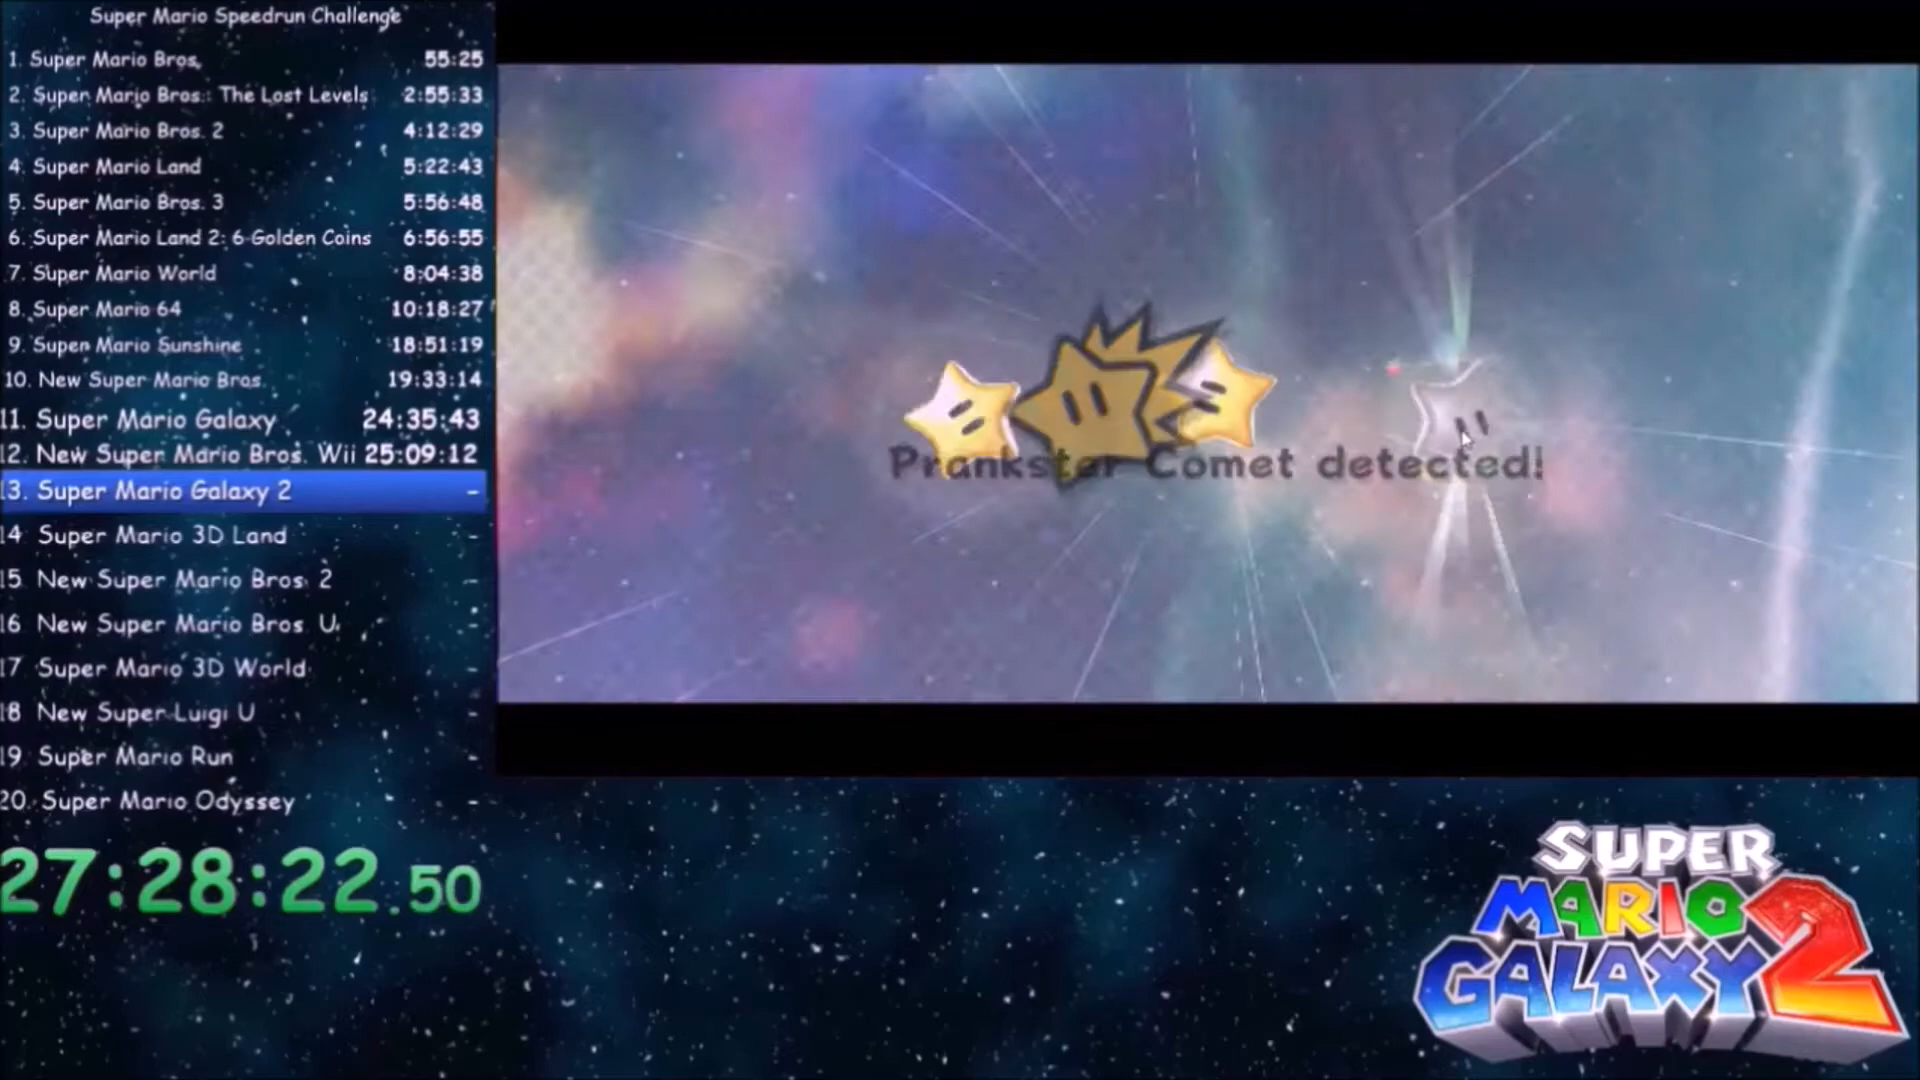 Super Mario Speedrun Challenge
1. Super Mario Bros. 55:25
2. Super Mario Bros.: The Lost Levels 2:55:33
3. Super Mario Bros. 2 4:12:29
4. Super Mario Land 5:22:43
5. Super Mario Bros. 3 5:56:48
6. Super Mario Land 2: 6 Golden Coins 6:56:55
7. Super Mario World 8:04:38
8. Super Mario 64 10:18:27
9. Super Mario Sunshine 18:51:19
10. New Super Mario Bros. 19:33:14
11. Super Mario Galaxy 24:35:43
12. New Super Mario Bros. Wii 25:09:12
13. Super Mario Galaxy 2 -
14 Super Mario 3D Land -
15 New Super Mario Bros. 2 -
16 New Super Mario Bros U -
17 Super Mario 3D World -
18 New Super Luigi U -
19 Super Mario Run -
20. Super Mario Odyssey -
27:28:22.50
Prankster Comet detected!
SUPER
MARIO
GALAXY 2